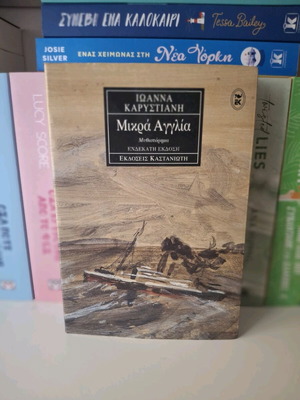 ΣΥΝΕΒΗ ΕΝΑ ΚΑΛΟΚΑΙΡΙ
Tessa Bailey
JOSIE
SILVER
ΕΝΑΣ ΧΕΙΜΩΝΑΣ ΣΤΗ
Νέα Υόρκη
ΙΩΑΝΝΑ
ΚΑΡΥΣΤΙΑΝΗ
Μικρά Αγγλία
Μυθιστόρημα
ΕΝΔΕΚΑΤΗ ΕΚΔΟΣΗ
ΕΚΔΟΣΕΙΣ ΚΑΣΤΑΝΙΩΤΗ
LUCY SCORE
LIES